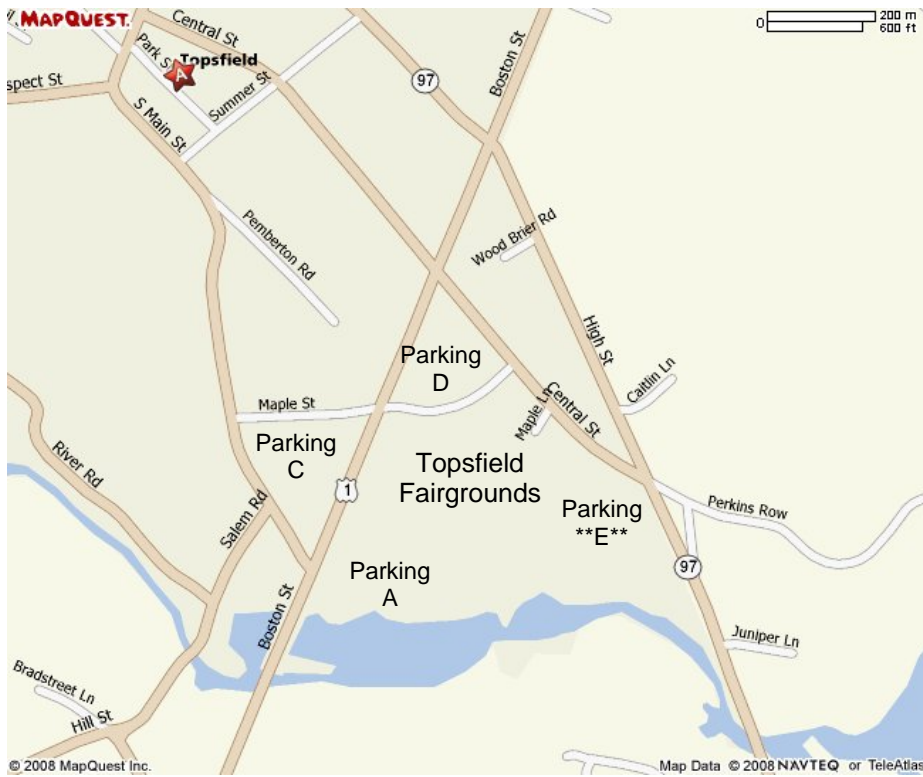 MAPQUEST.
Central St
200 m
0
600 ft
Park St
Topsfield
A
97
Boston St
spect St
Summer St
S Main St
Pemberton Rd
Wood Brier Rd
High St
Parking
D
Caitlin Ln
Maple St
Maple Ln
Central St
Parking
C
Topsfield
Fairgrounds
River Rd
1
Salem Rd
Parking
**E**
Perkins Row
Parking
A
97
Boston St
Juniper Ln
Bradstreet Ln
Hill St
© 2008 MapQuest Inc.
Map Data © 2008 NAVTEQ or TeleAtlas